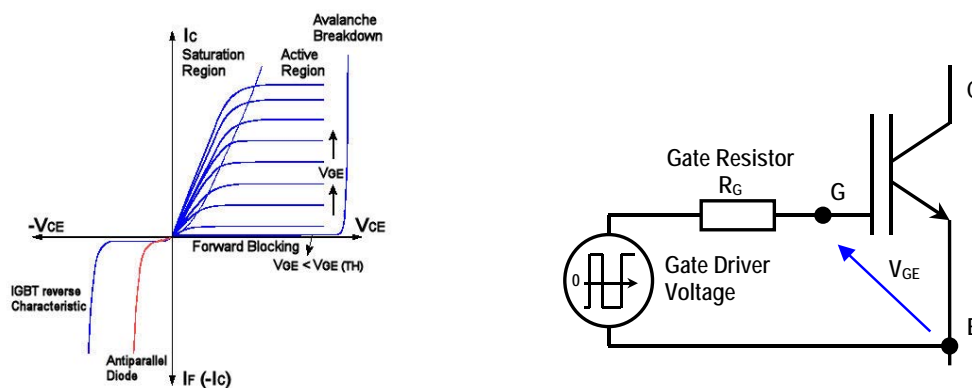 IC
Avalanche
Breakdown
Saturation
Region
Active
Region
VGE
VGE
-VCE
VCE
Forward Blocking
VGE < VGE (TH)
IGBT reverse
Characteristic
Antiparallel
Diode
IF (-IC)
Gate Resistor
RG
G
Gate Driver
Voltage
0
VGE
E